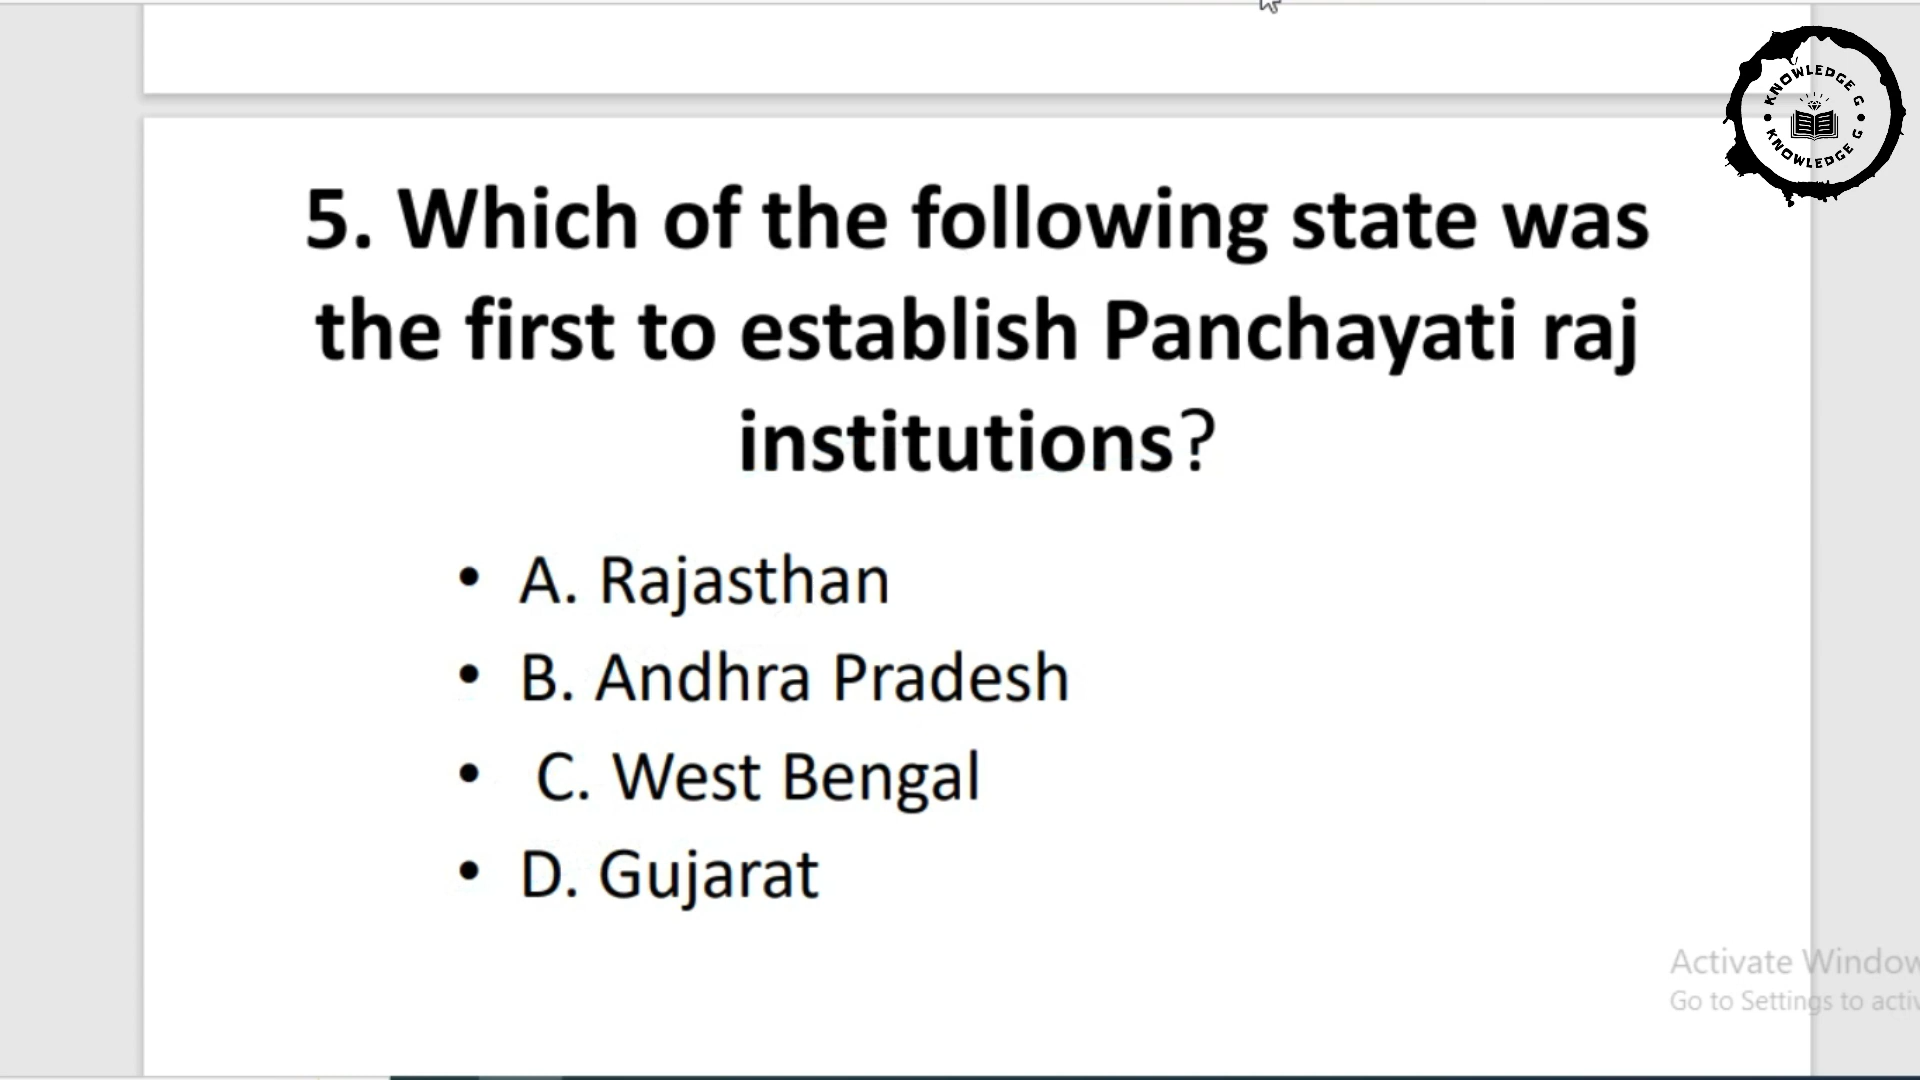 5. Which of the following state was
the first to establish Panchayati raj
institutions?
• A. Rajasthan
• B. Andhra Pradesh
• C. West Bengal
• D. Gujarat
KNOWLEDGE G
KNOWLEDGE G
Activate Window
Go to Settings to activ